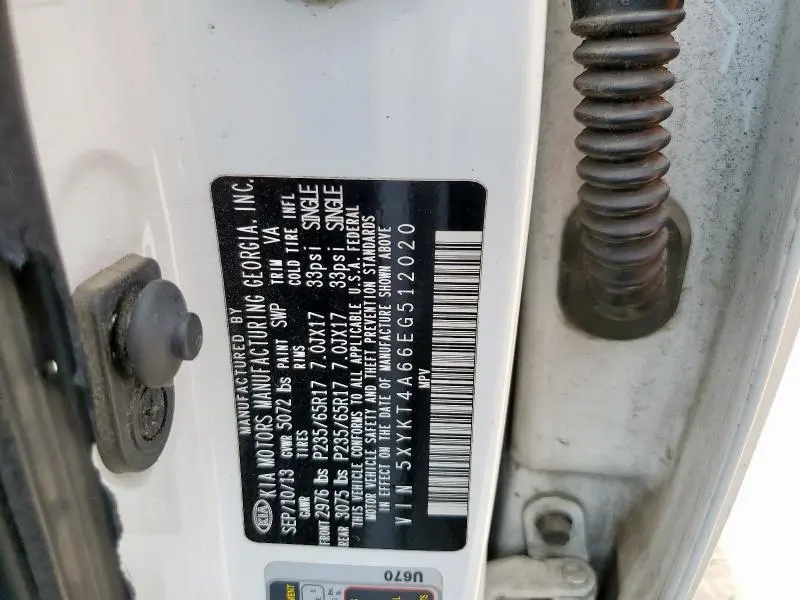 MANUFACTURED BY
KIA KIA MOTORS MANUFACTURING GEORGIA, INC.
SEP/10/13 GVWR 5072 lbs PAINT SWP TRIM VA
GAWR TIRES RIMS COLD TIRE INFL
FRONT 2976 lbs P235/65R17 7.0JX17 33psi SINGLE
REAR 3075 lbs P235/65R17 7.0JX17 33psi SINGLE
THIS VEHICLE CONFORMS TO ALL APPLICABLE U.S.A. FEDERAL
MOTOR VEHICLE SAFETY AND THEFT PREVENTION STANDARDS
IN EFFECT ON THE DATE OF MANUFACTURE SHOWN ABOVE
VIN 5XYKT4A66EG512020
MPV
U670